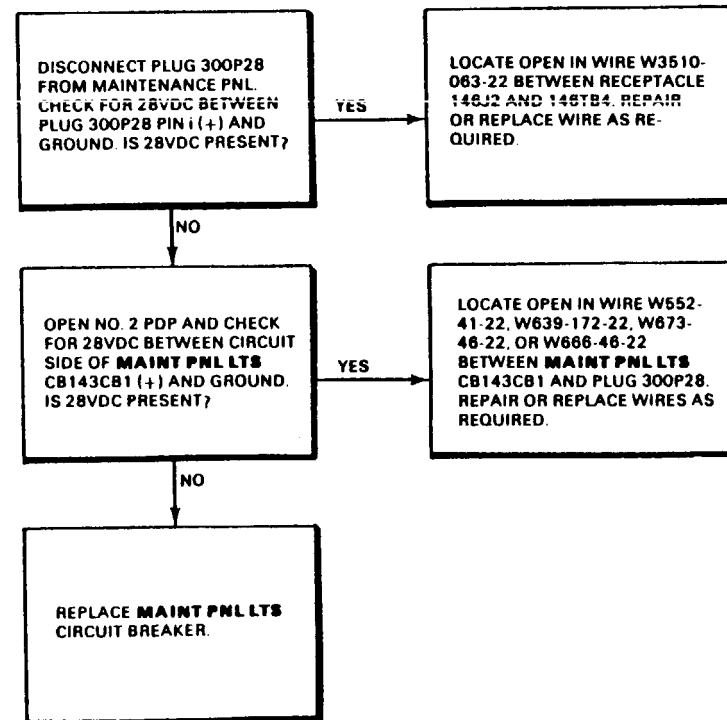 DISCONNECT PLUG 300P28
FROM MAINTENANCE PNL.
CHECK FOR 28VDC BETWEEN
PLUG 300P28 PIN i (+) AND
GROUND. IS 28VDC PRESENT?
YES
LOCATE OPEN IN WIRE W3510-
063-22 BETWEEN RECEPTACLE
146J2 AND 146TB4. REPAIR
OR REPLACE WIRE AS RE-
QUIRED.
NO
OPEN NO. 2 PDP AND CHECK
FOR 28VDC BETWEEN CIRCUIT
SIDE OF MAINT PNL LTS
CB143CB1 (+) AND GROUND.
IS 28VDC PRESENT?
YES
LOCATE OPEN IN WIRE W552-
41-22, W639-172-22, W673-
46-22, OR W666-46-22
BETWEEN MAINT PNL LTS
CB143CB1 AND PLUG 300P28.
REPAIR OR REPLACE WIRES AS
REQUIRED.
NO
REPLACE MAINT PNL LTS
CIRCUIT BREAKER.